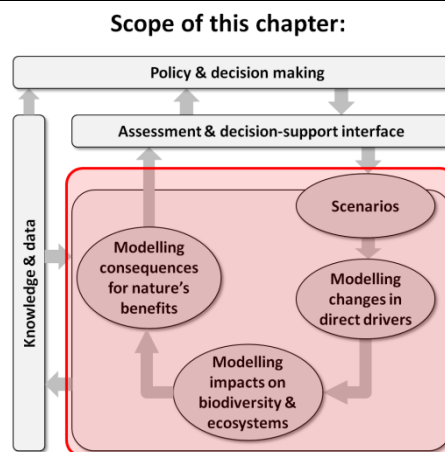 Scope of this chapter:
Policy & decision making
Assessment & decision-support interface
Knowledge & data
Scenarios
Modelling
changes in
direct drivers
Modelling
impacts on
biodiversity &
ecosystems
Modelling
consequences
for nature's
benefits